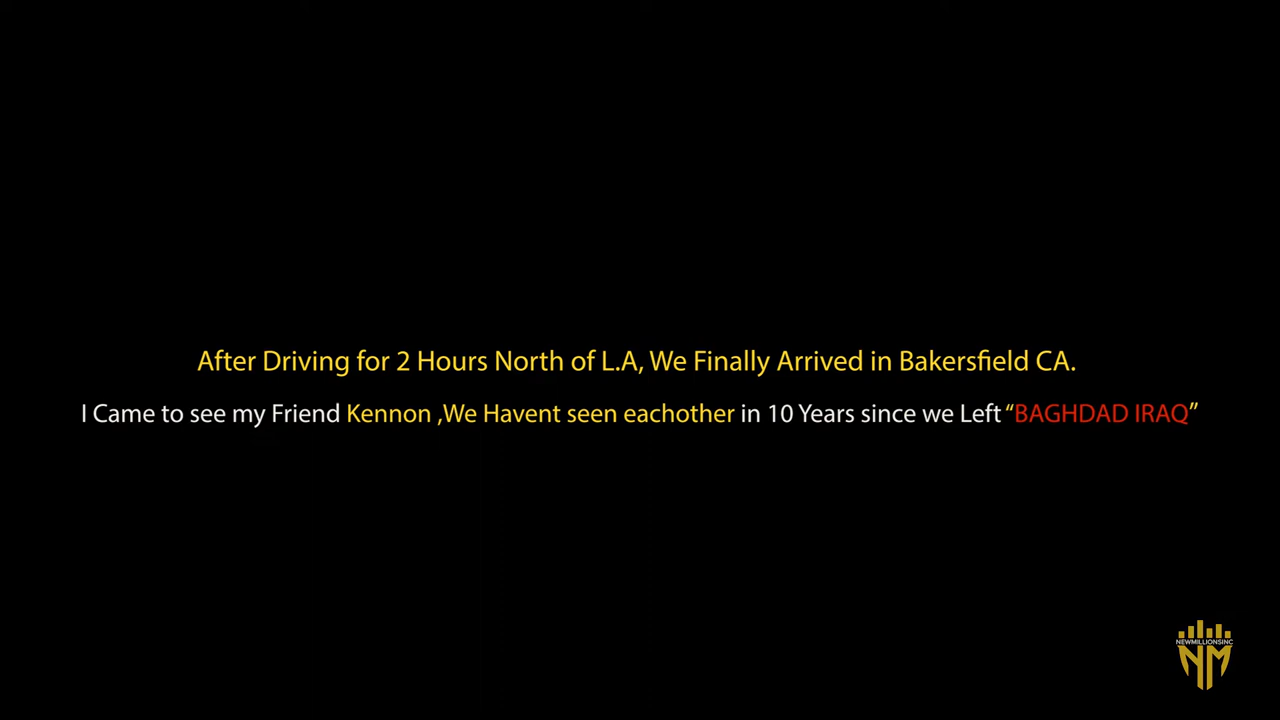 After Driving for 2 Hours North of L.A, We Finally Arrived in Bakersfield CA.
I Came to see my Friend Kennon ,We Havent seen eachother in 10 Years since we Left “BAGHDAD IRAQ”
NEWMILLIONSINC
NM